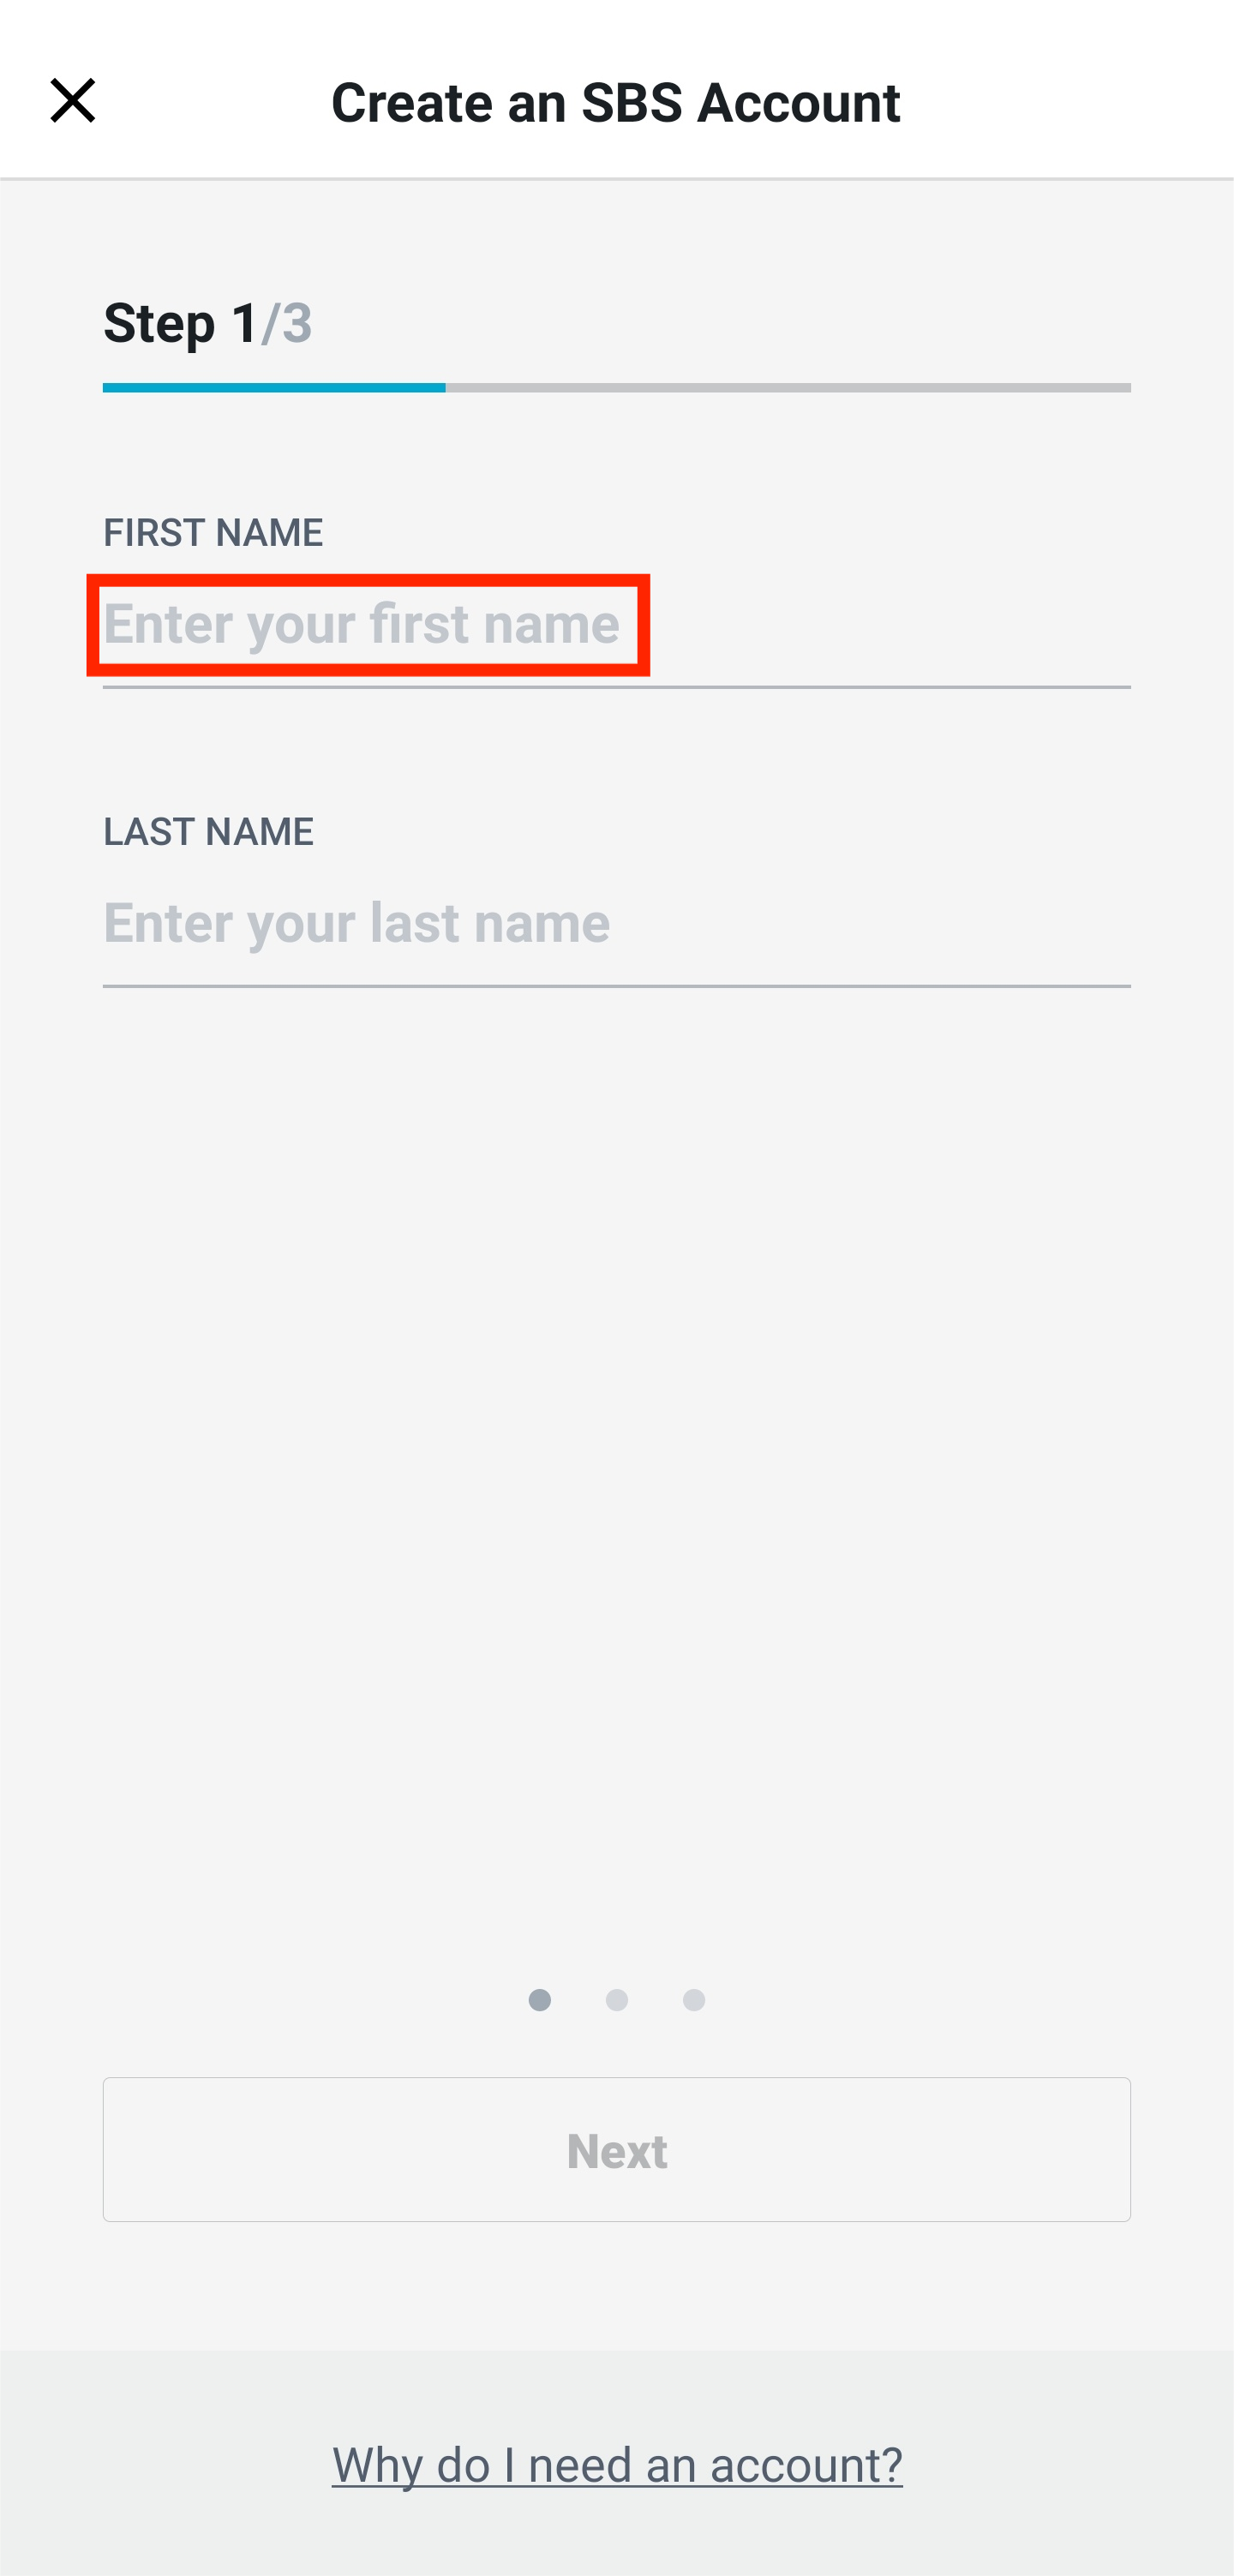 Create an SBS Account
Step 1/3
FIRST NAME
Enter your first name
LAST NAME
Enter your last name
Next
Why do I need an account?